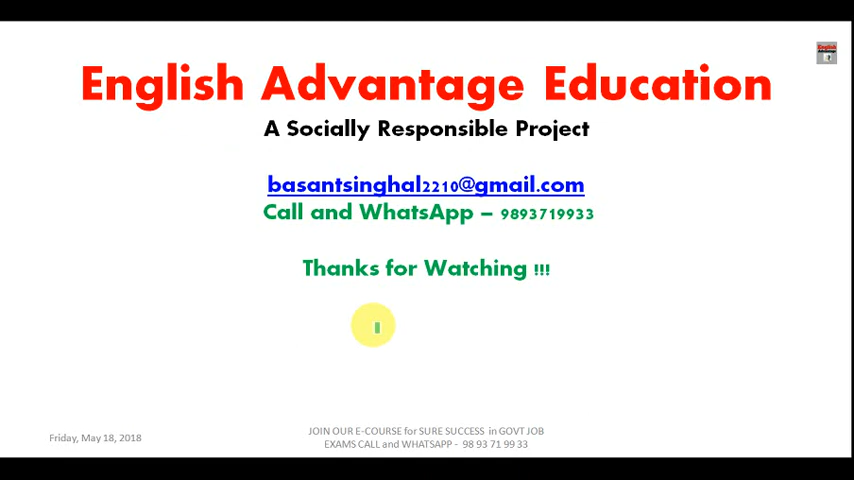 English Advantage Education
A Socially Responsible Project
basantsinghal2210@gmail.com
Call and WhatsApp – 9893719933
Thanks for Watching !!!
Friday, May 18, 2018
JOIN OUR E-COURSE for SURE SUCCESS in GOVT JOB
EXAMS CALL and WHATSAPP - 98 93 71 99 33